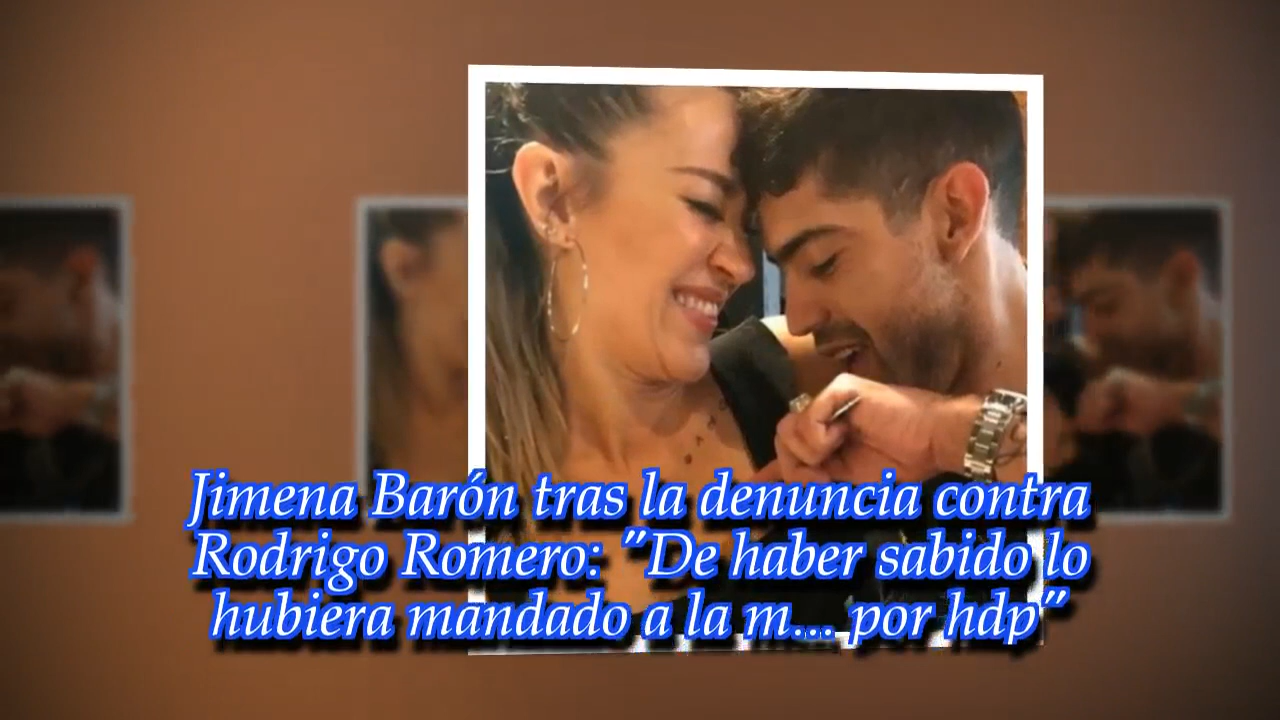 Jimena Barón tras la denuncia contra
Rodrigo Romero: "De haber sabido lo
hubiera mandado a la m... por hdp"